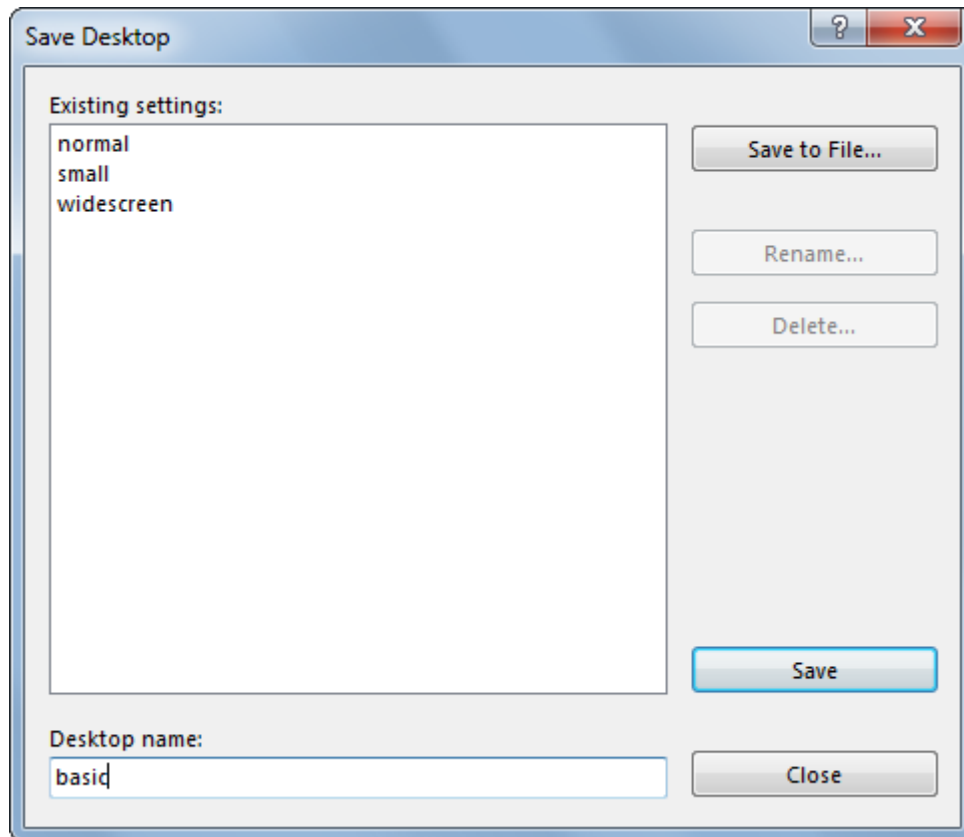 Save Desktop
?
X
Existing settings:
normal
small
widescreen
Save to File...
Rename...
Delete...
Save
Desktop name:
basic
Close